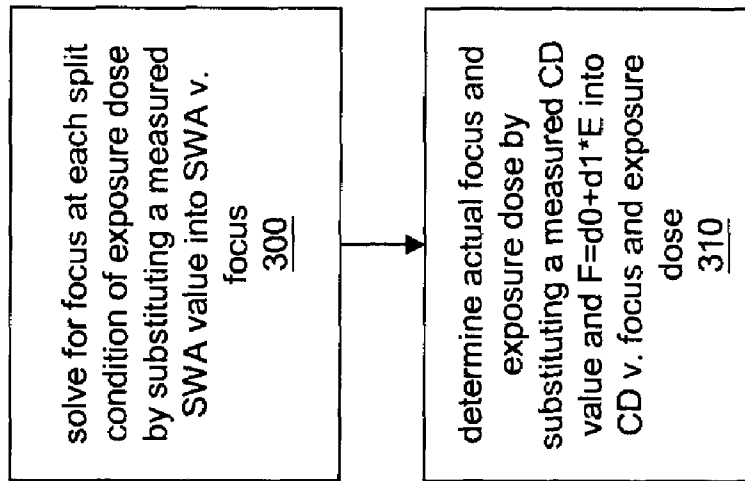 solve for focus at each split
condition of exposure dose
by substituting a measured
SWA value into SWA v.
focus
300
determine actual focus and
exposure dose by
substituting a measured CD
value and F=d0+d1*E into
CD v. focus and exposure
dose
310